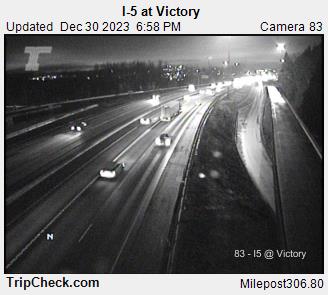 I-5 at Victory
Updated Dec 30 2023 6:58 PM Camera 83
N
83 - I5 @ Victory
TripCheck.com Milepost306.80